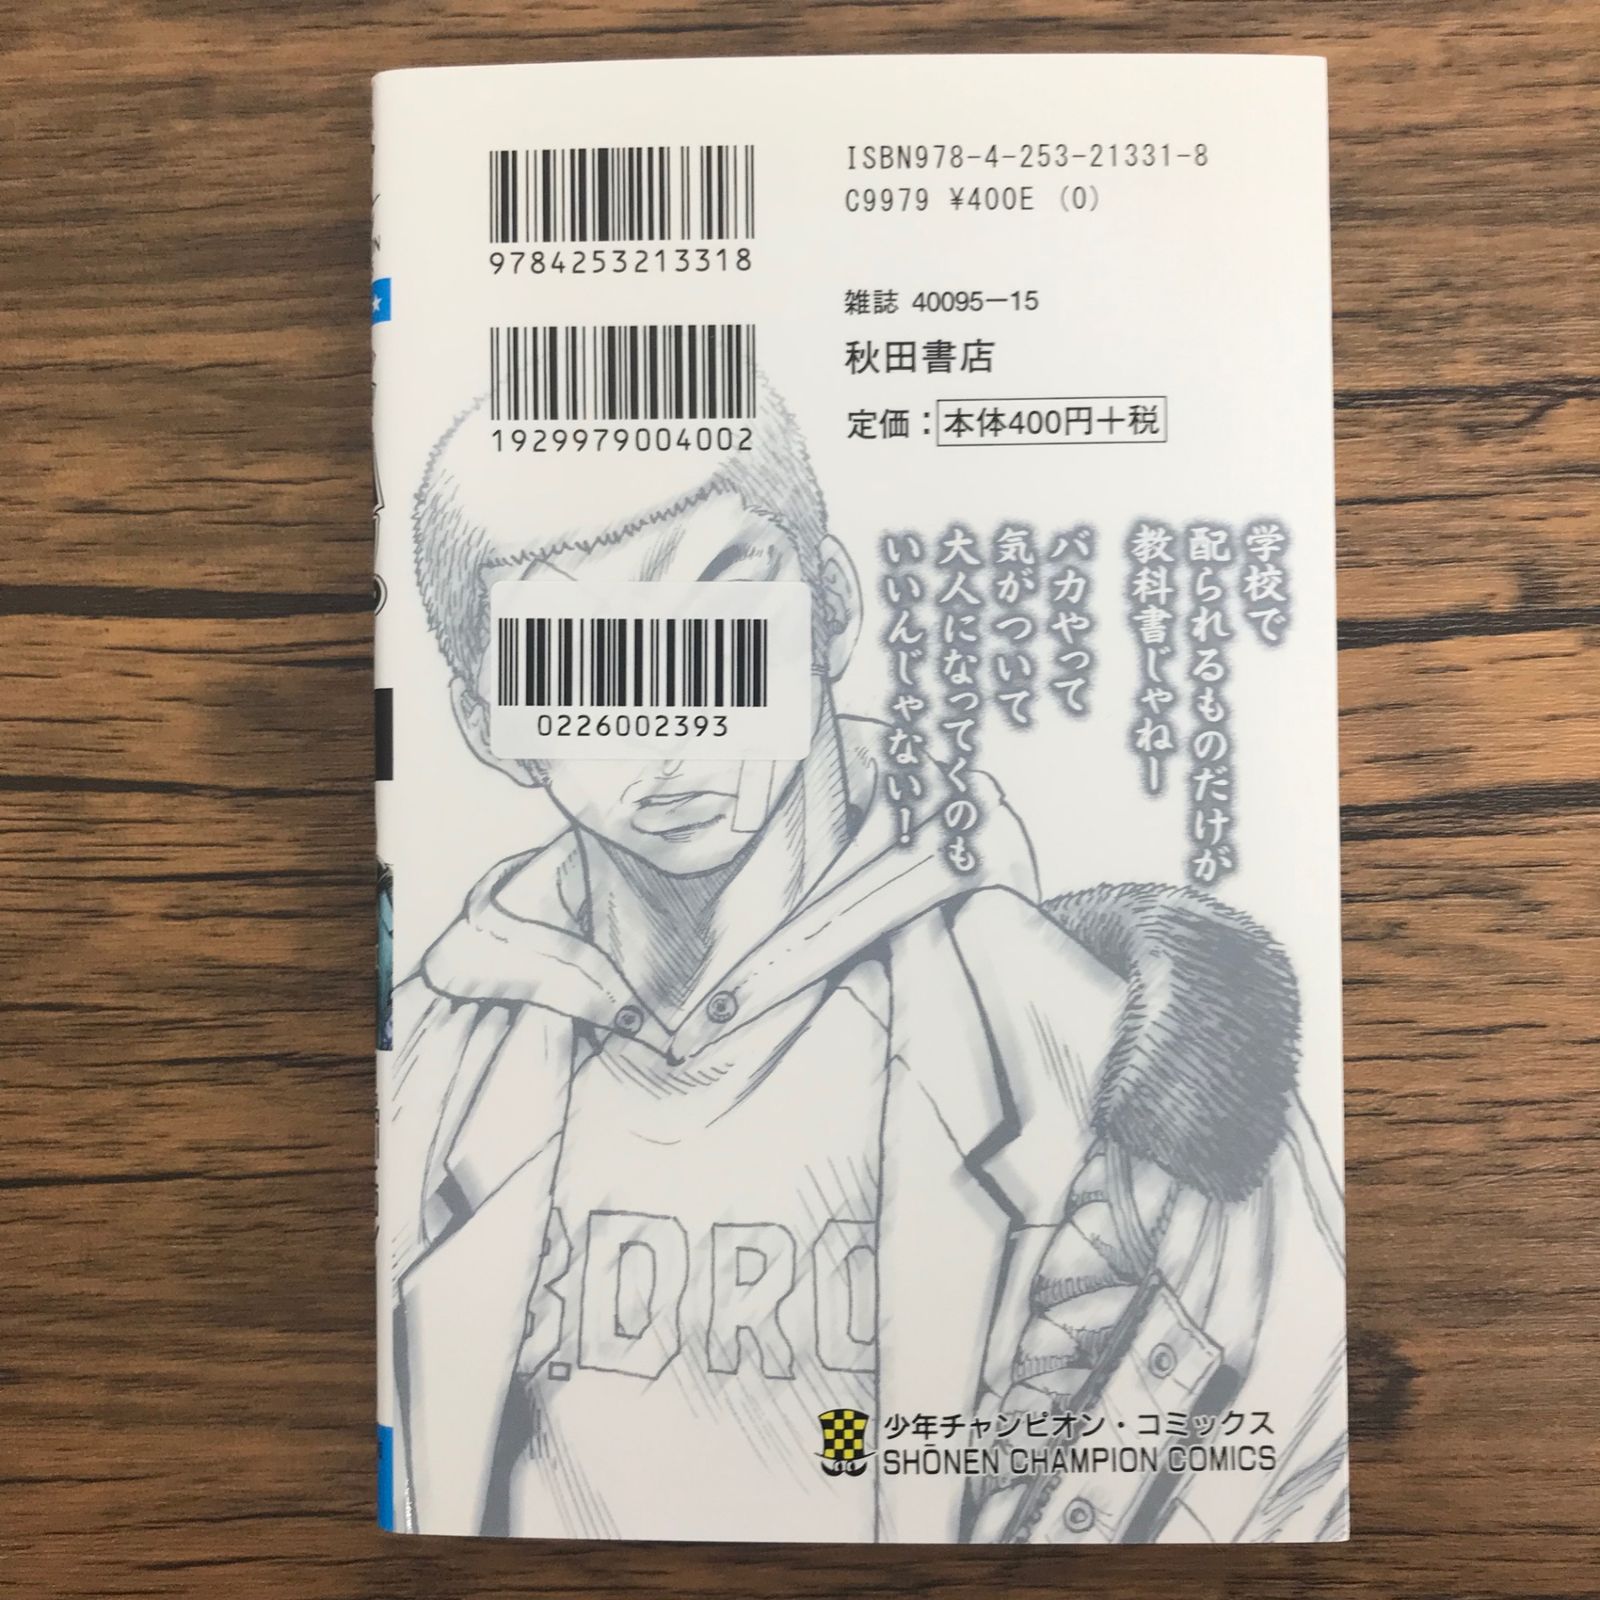 9784253213318
ISBN978-4-253-21331-8
C9979 ¥400E (0)
雑誌 40095-15
秋田書店
1929979004002
定価：本体400円+税
学校で
配られるものだけが
教科書じゃねー
バカやって
気がついて
大人になってくのも
いいんじゃない！
0226002393
.DRO
少年チャンピオン・コミックス
SHŌNEN CHAMPION COMICS